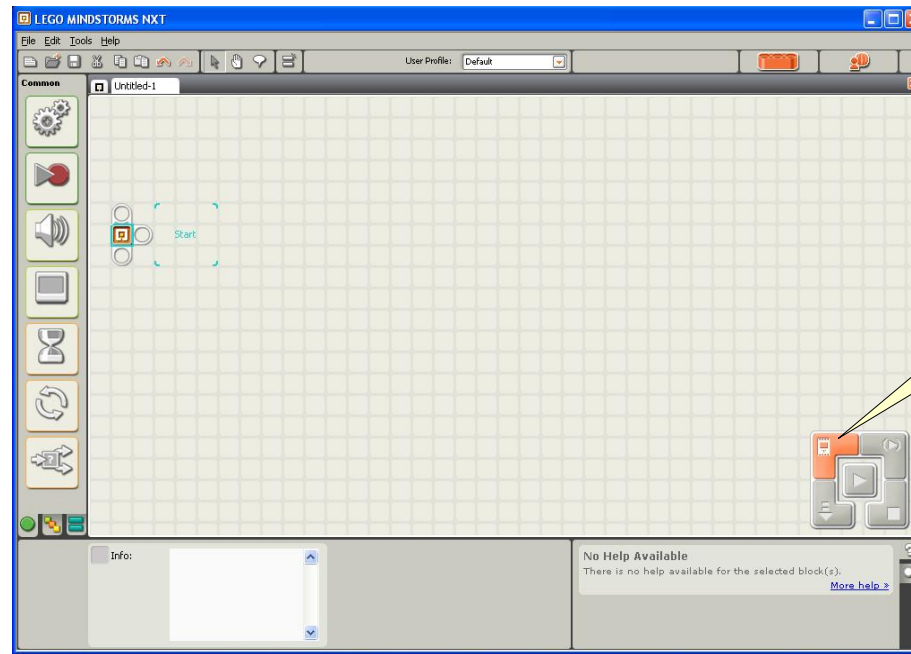 LEGO MINDSTORMS NXT
File Edit Tools Help
User Profile: Default
Common
Untitled-1
Start
Info:
No Help Available
There is no help available for the selected block(s).
More help »